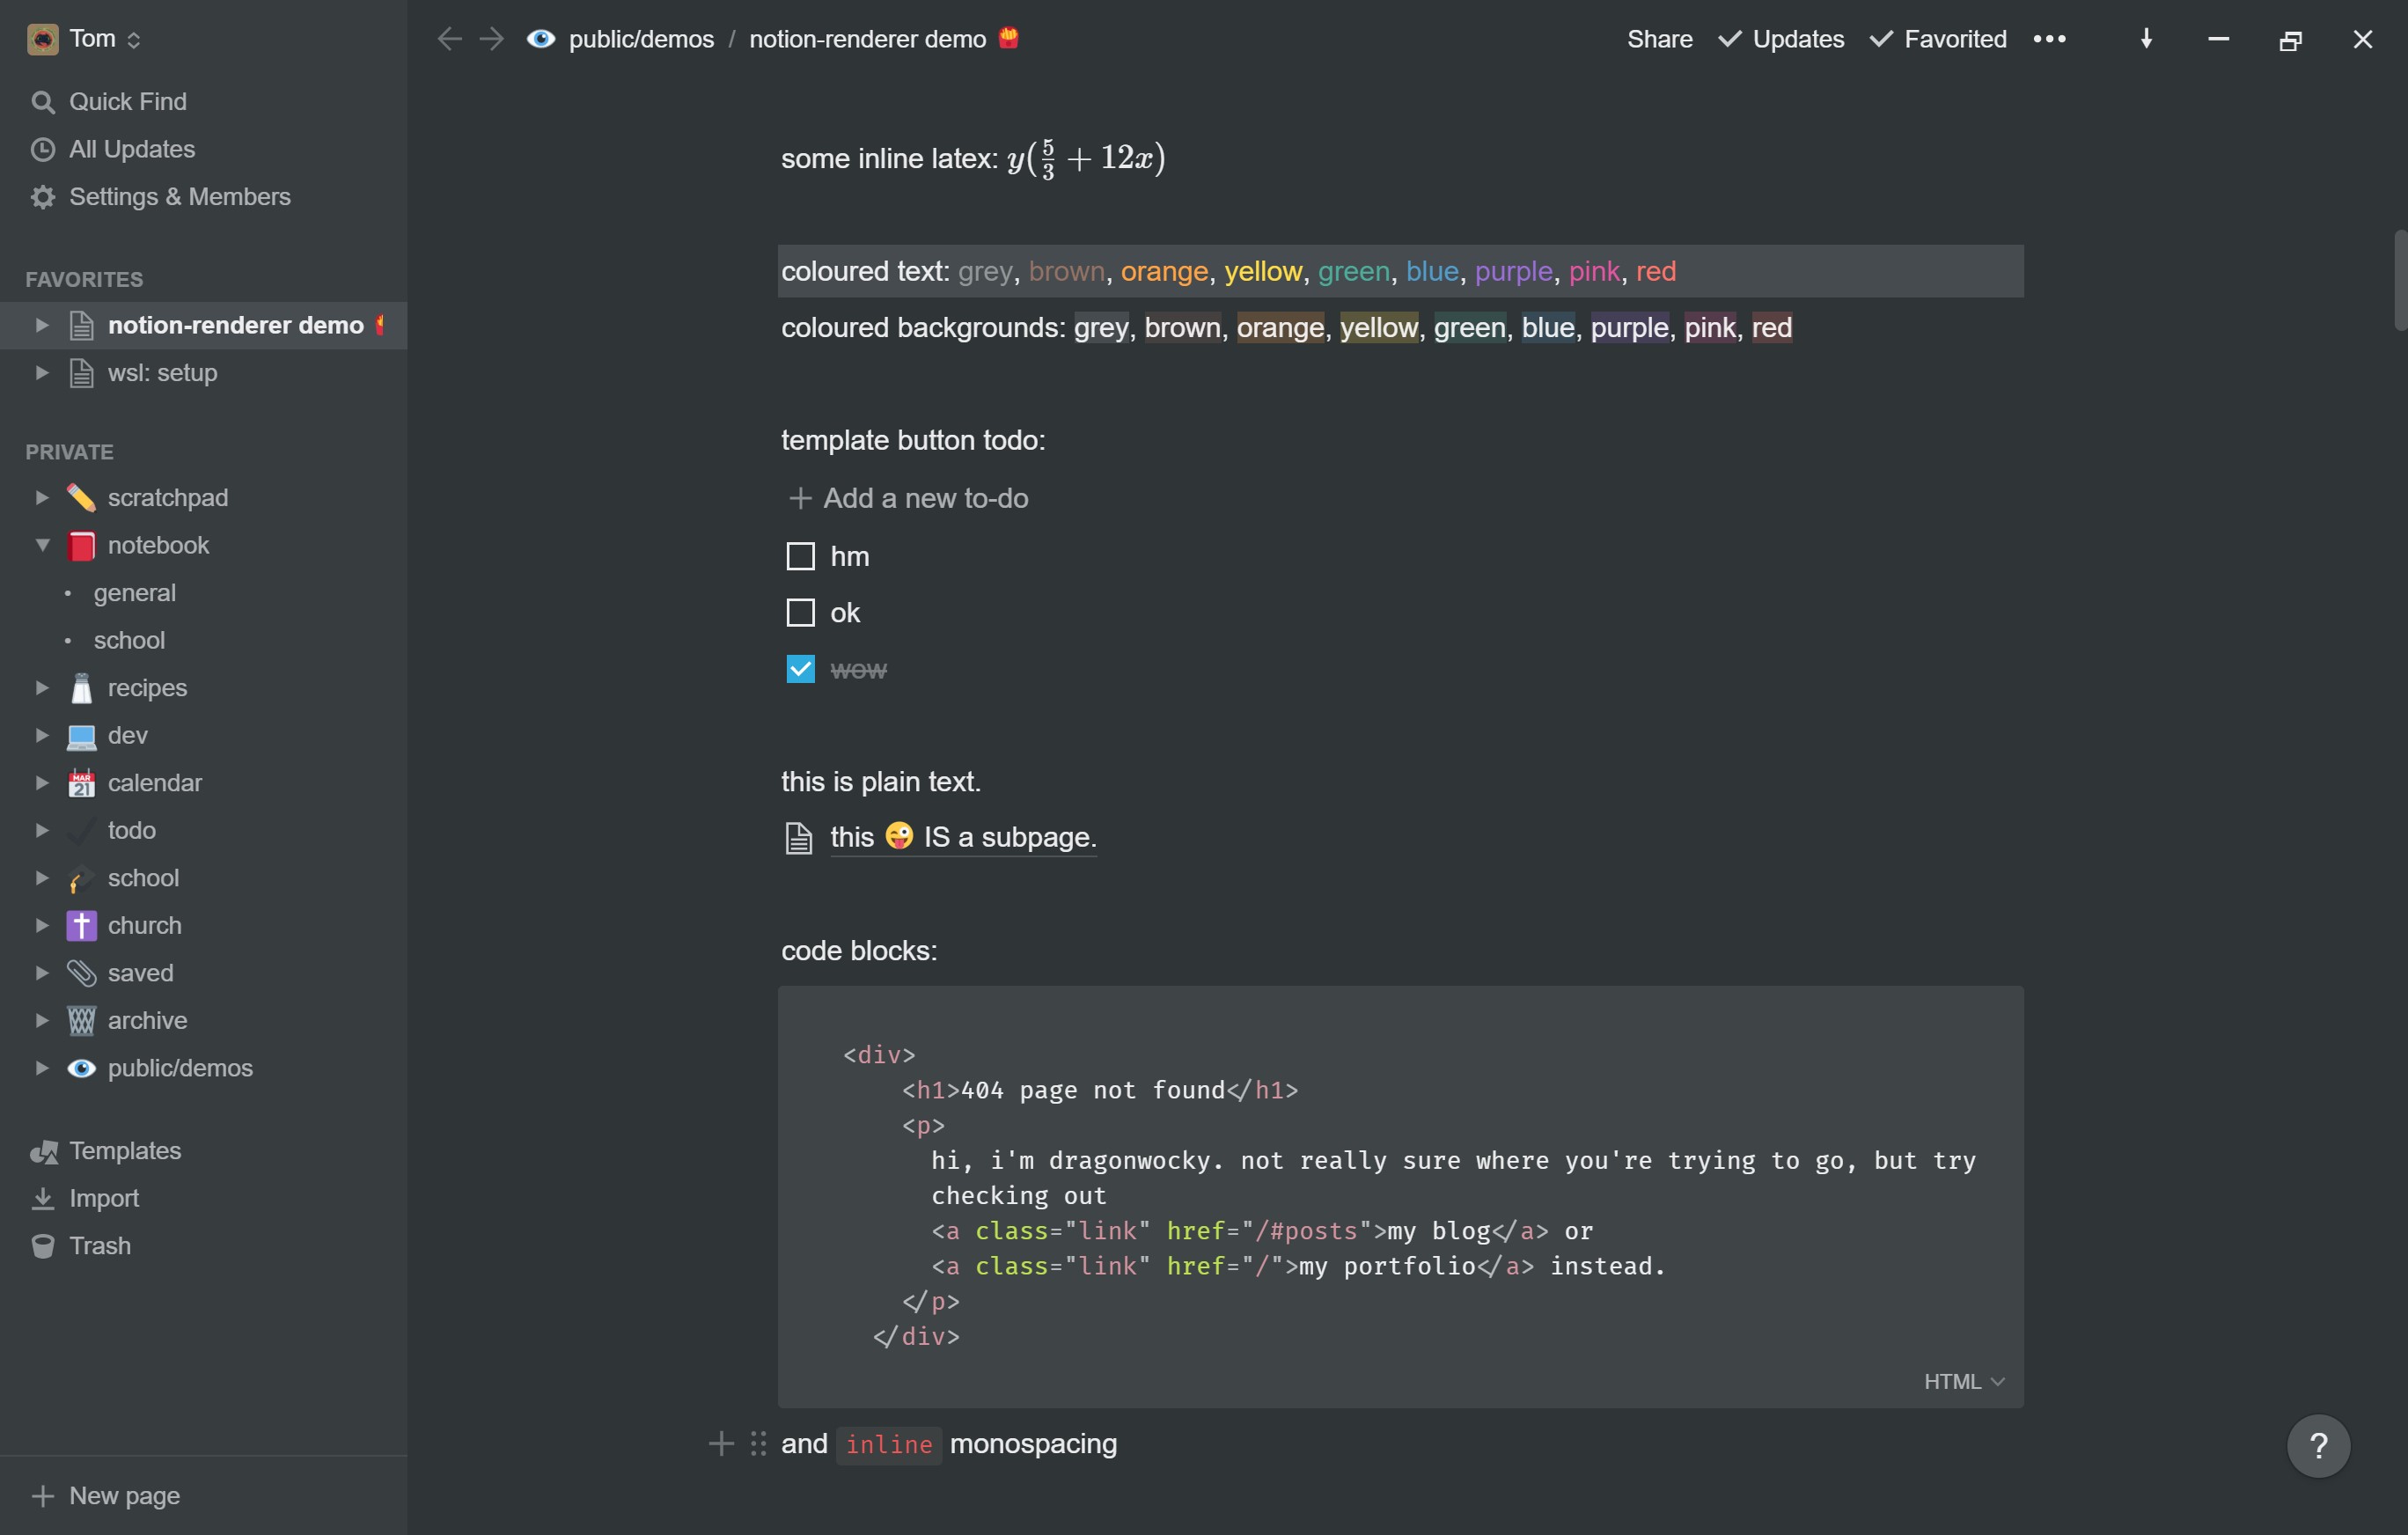 Tom
Quick Find
All Updates
Settings & Members
FAVORITES
notion-renderer demo
wsl: setup
PRIVATE
scratchpad
notebook
• general
• school
recipes
dev
MAR
21
calendar
todo
school
church
saved
archive
public/demos
Templates
Import
Trash
New page
public/demos / notion-renderer demo 🍟
Share ✓ Updates ✓ Favorited •••
some inline latex: y(5/3 + 12x)
coloured text: grey, brown, orange, yellow, green, blue, purple, pink, red
coloured backgrounds: grey, brown, orange, yellow, green, blue, purple, pink, red
template button todo:
+ Add a new to-do
hm
ok
wow
this is plain text.
this 😜 IS a subpage.
code blocks:
<div>
<h1>404 page not found</h1>
<p>
hi, i'm dragonwocky. not really sure where you're trying to go, but try
checking out
<a class="link" href="/#posts">my blog</a> or
<a class="link" href="/">my portfolio</a> instead.
</p>
</div>
HTML
and inline monospacing
?